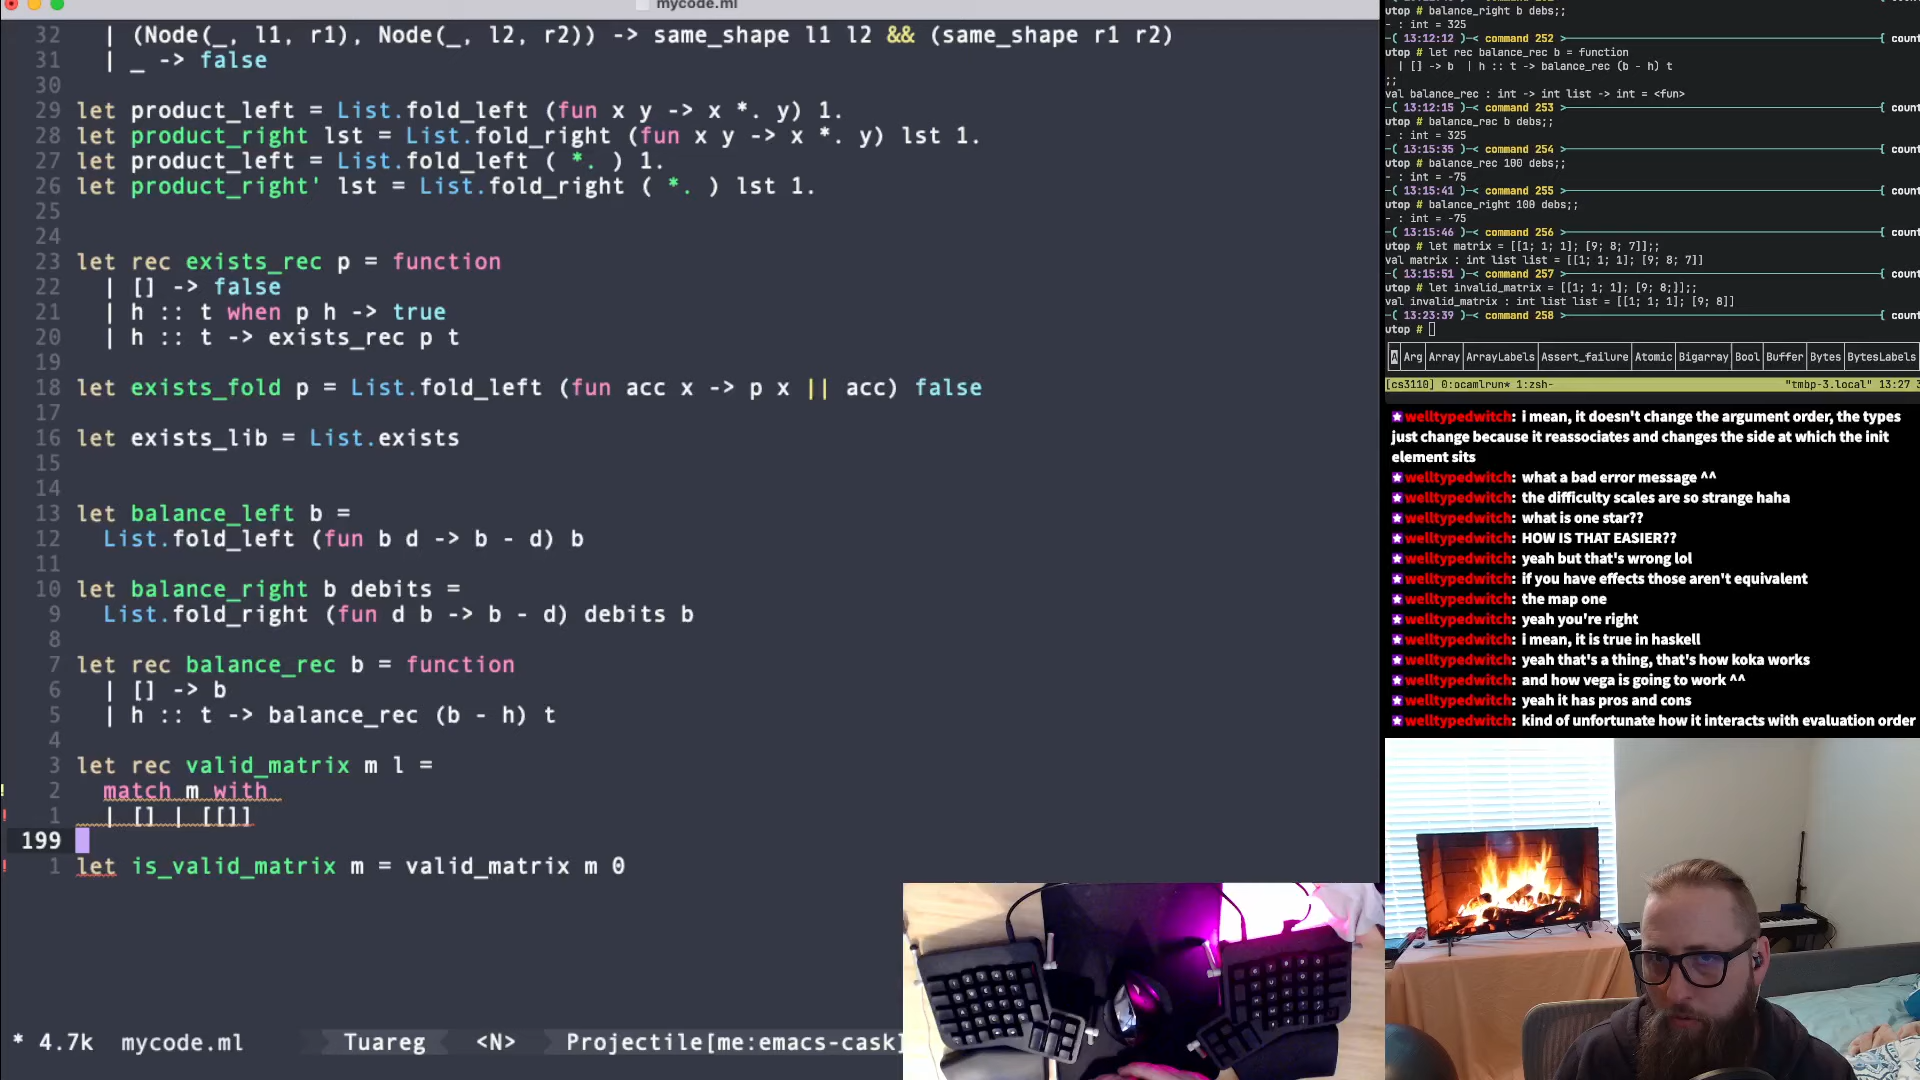 mycode.ml
32 | (Node(_, l1, r1), Node(_, l2, r2)) -> same_shape l1 l2 && (same_shape r1 r2)
31 | _ -> false
30
29 let product_left = List.fold_left (fun x y -> x *. y) 1.
28 let product_right lst = List.fold_right (fun x y -> x *. y) lst 1.
27 let product_left = List.fold_left ( *. ) 1.
26 let product_right' lst = List.fold_right ( *. ) lst 1.
25
24
23 let rec exists_rec p = function
22 | [] -> false
21 | h :: t when p h -> true
20 | h :: t -> exists_rec p t
19
18 let exists_fold p = List.fold_left (fun acc x -> p x || acc) false
17
16 let exists_lib = List.exists
15
14
13 let balance_left b =
12 List.fold_left (fun b d -> b - d) b
11
10 let balance_right b debits =
9 List.fold_right (fun d b -> b - d) debits b
8
7 let rec balance_rec b = function
6 | [] -> b
5 | h :: t -> balance_rec (b - h) t
4
3 let rec valid_matrix m l =
2 match m with
1 | [] | [[]]
199
1 let is_valid_matrix m = valid_matrix m 0
* 4.7k mycode.ml Tuareg <N> Projectile[me:emacs-cask]
utop # balance_right b debs;;
- : int = 325
-( 13:12:12 )-< command 252 >-{ count
utop # let rec balance_rec b = function
| [] -> b | h :: t -> balance_rec (b - h) t
;;
val balance_rec : int -> int list -> int = <fun>
-( 13:12:15 )-< command 253 >-{ count
utop # balance_rec b debs;;
- : int = 325
-( 13:15:35 )-< command 254 >-{ count
utop # balance_rec 100 debs;;
- : int = -75
-( 13:15:41 )-< command 255 >-{ count
utop # balance_right 100 debs;;
- : int = -75
-( 13:15:46 )-< command 256 >-{ count
utop # let matrix = [[1; 1; 1]; [9; 8; 7]];;
val matrix : int list list = [[1; 1; 1]; [9; 8; 7]]
-( 13:15:51 )-< command 257 >-{ count
utop # let invalid_matrix = [[1; 1; 1]; [9; 8;]];;
val invalid_matrix : int list list = [[1; 1; 1]; [9; 8]]
-( 13:23:39 )-< command 258 >-{ count
utop #
A Arg Array ArrayLabels Assert_failure Atomic Bigarray Bool Buffer Bytes BytesLabels
[cs3110] 0:ocamlrun* 1:zsh- "tmbp-3.local" 13:27 3
welltypedwitch: i mean, it doesn't change the argument order, the types
just change because it reassociates and changes the side at which the init
element sits
welltypedwitch: what a bad error message ^^
welltypedwitch: the difficulty scales are so strange haha
welltypedwitch: what is one star??
welltypedwitch: HOW IS THAT EASIER??
welltypedwitch: yeah but that's wrong lol
welltypedwitch: if you have effects those aren't equivalent
welltypedwitch: the map one
welltypedwitch: yeah you're right
welltypedwitch: i mean, it is true in haskell
welltypedwitch: yeah that's a thing, that's how koka works
welltypedwitch: and how vega is going to work ^^
welltypedwitch: yeah it has pros and cons
welltypedwitch: kind of unfortunate how it interacts with evaluation order